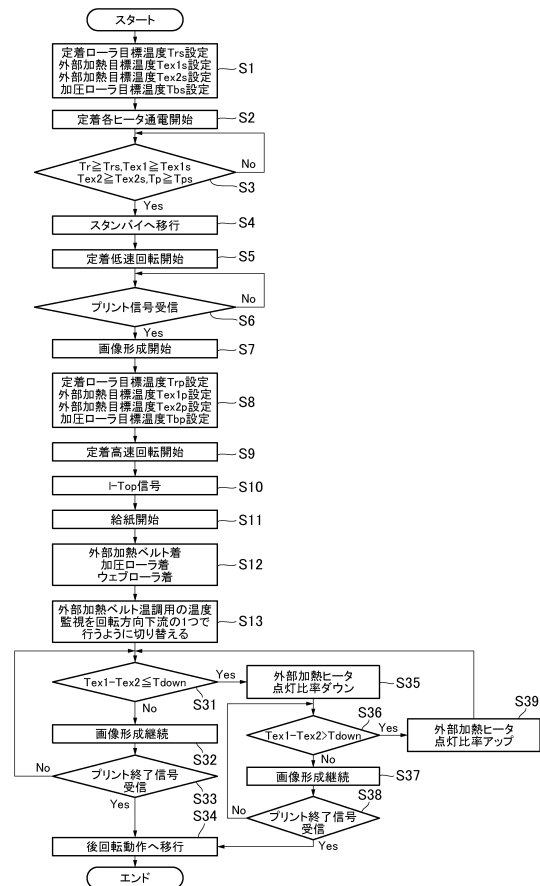 スタート
定着ローラ目標温度Trs設定
外部加熱目標温度Tex1s設定
外部加熱目標温度Tex2s設定
加圧ローラ目標温度Tbs設定
S1
定着各ヒータ通電開始
S2
Tr≧Trs,Tex1≧Tex1s
Tex2≧Tex2s,Tp≧Tps
No
S3
Yes
スタンバイへ移行
S4
定着低速回転開始
S5
プリント信号受信
No
S6
Yes
画像形成開始
S7
定着ローラ目標温度Trp設定
外部加熱目標温度Tex1p設定
外部加熱目標温度Tex2p設定
加圧ローラ目標温度Tbp設定
S8
定着高速回転開始
S9
I-Top信号
S10
給紙開始
S11
外部加熱ベルト着
加圧ローラ着
ウェブローラ着
S12
外部加熱ベルト温調用の温度
監視を回転方向下流の1つで
行うように切り替える
S13
Tex1-Tex2≦Tdown
Yes
S31
No
外部加熱ヒータ
点灯比率ダウン
S35
Tex1-Tex2>Tdown
S36
Yes
No
外部加熱ヒータ
点灯比率アップ
S39
画像形成継続
S32
画像形成継続
S37
プリント終了信号
受信
No
S33
Yes
プリント終了信号
受信
No
S38
Yes
後回転動作へ移行
S34
エンド